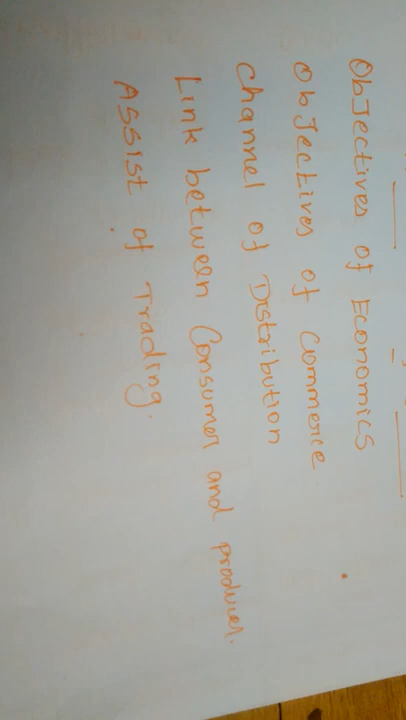 Objectives of Economics
Objectives of Commerce
Channel of Distribution
Link between Consumer and producer.
Assist of Trading.